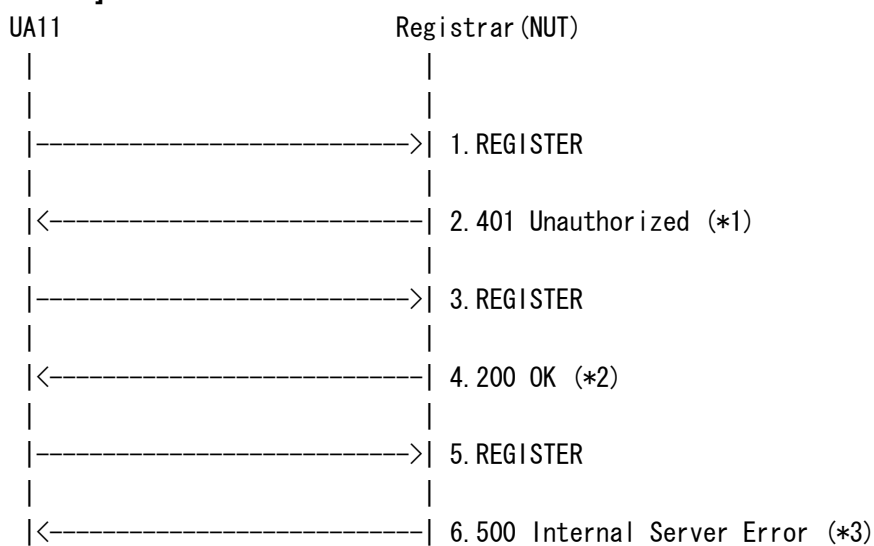 UA11 Registrar(NUT)
| |
| |
|---------------------------->| 1.REGISTER
| |
|<----------------------------| 2.401 Unauthorized (*1)
| |
|---------------------------->| 3.REGISTER
| |
|<----------------------------| 4.200 OK (*2)
| |
|---------------------------->| 5.REGISTER
| |
|<----------------------------| 6.500 Internal Server Error (*3)